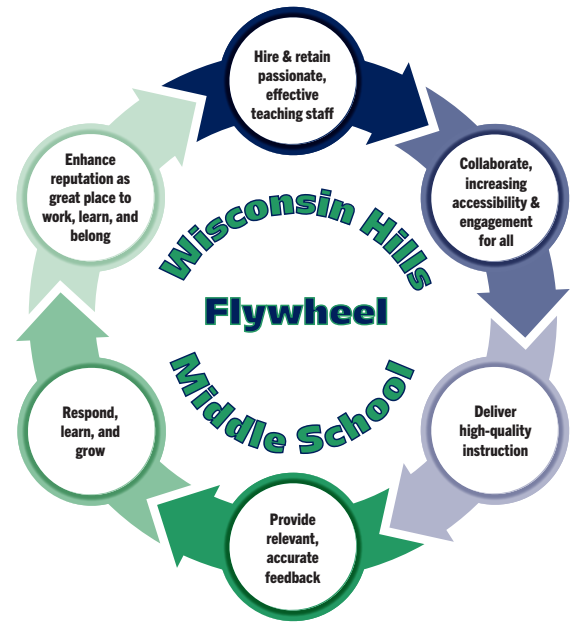 Hire & retain
passionate,
effective
teaching staff
Collaborate,
increasing
accessibility &
engagement
for all
Deliver
high-quality
instruction
Provide
relevant,
accurate
feedback
Respond,
learn, and
grow
Enhance
reputation as
great place to
work, learn, and
belong
Wisconsin Hills
Flywheel
Middle School